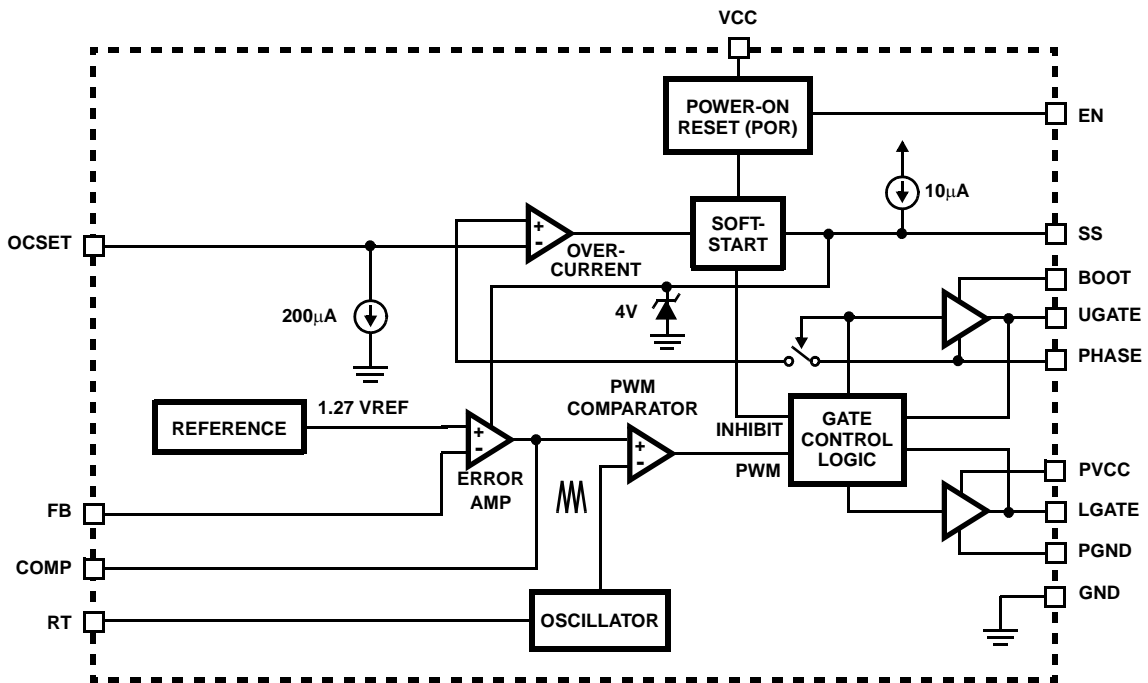 VCC
POWER-ON
RESET (POR)
EN
10µA
SOFT-
START
OCSET
+
-
OVER-
CURRENT
SS
BOOT
200µA
4V
UGATE
PHASE
PWM
COMPARATOR
1.27 VREF
REFERENCE
+
-
ERROR
AMP
+
-
INHIBIT
PWM
GATE
CONTROL
LOGIC
PVCC
FB
LGATE
COMP
PGND
GND
RT
OSCILLATOR